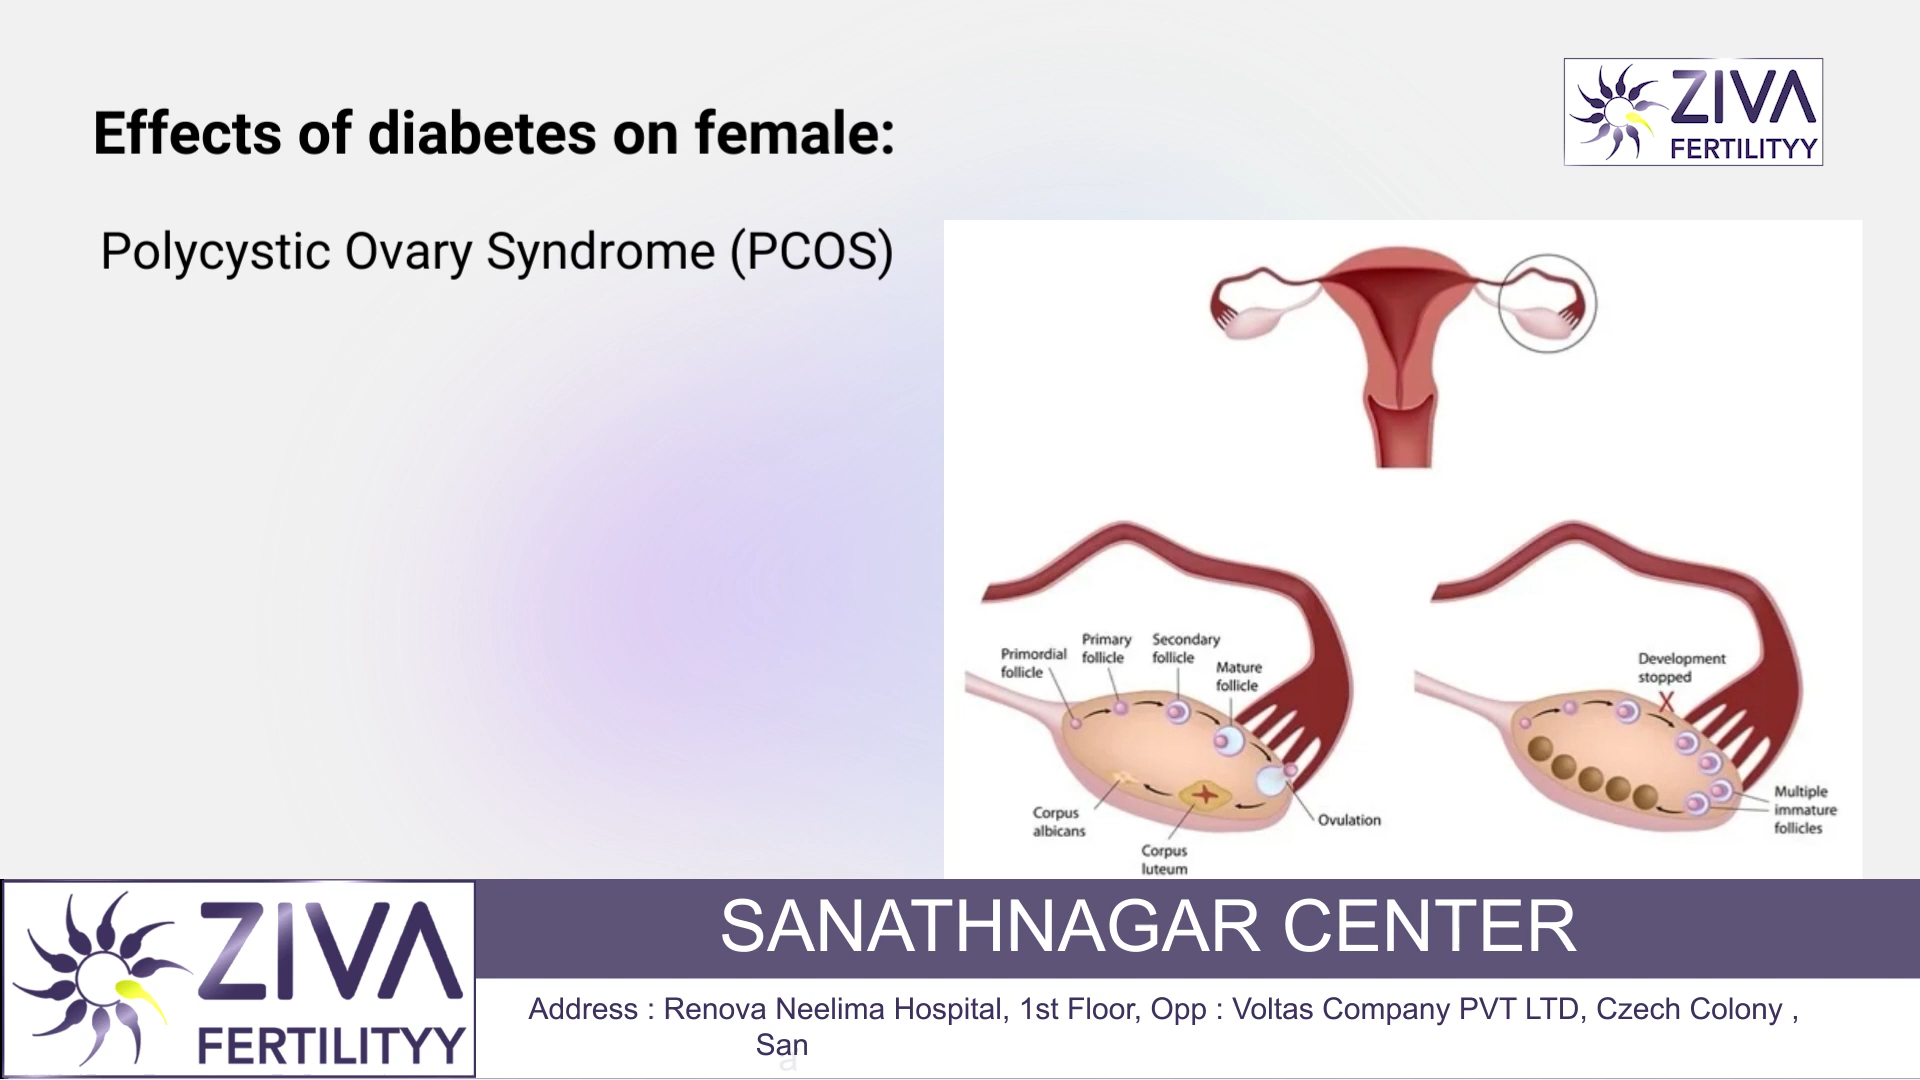 Effects of diabetes on female:
ZIVA
FERTILITYY
Polycystic Ovary Syndrome (PCOS)
Primordial
follicle
Primary
follicle
Secondary
follicle
Mature
follicle
Corpus
albicans
Corpus
luteum
Ovulation
Development
stopped
X
Multiple
immature
follicles
ZIVA
FERTILITYY
SANATHNAGAR CENTER
Address : Renova Neelima Hospital, 1st Floor, Opp : Voltas Company PVT LTD, Czech Colony ,
San
a